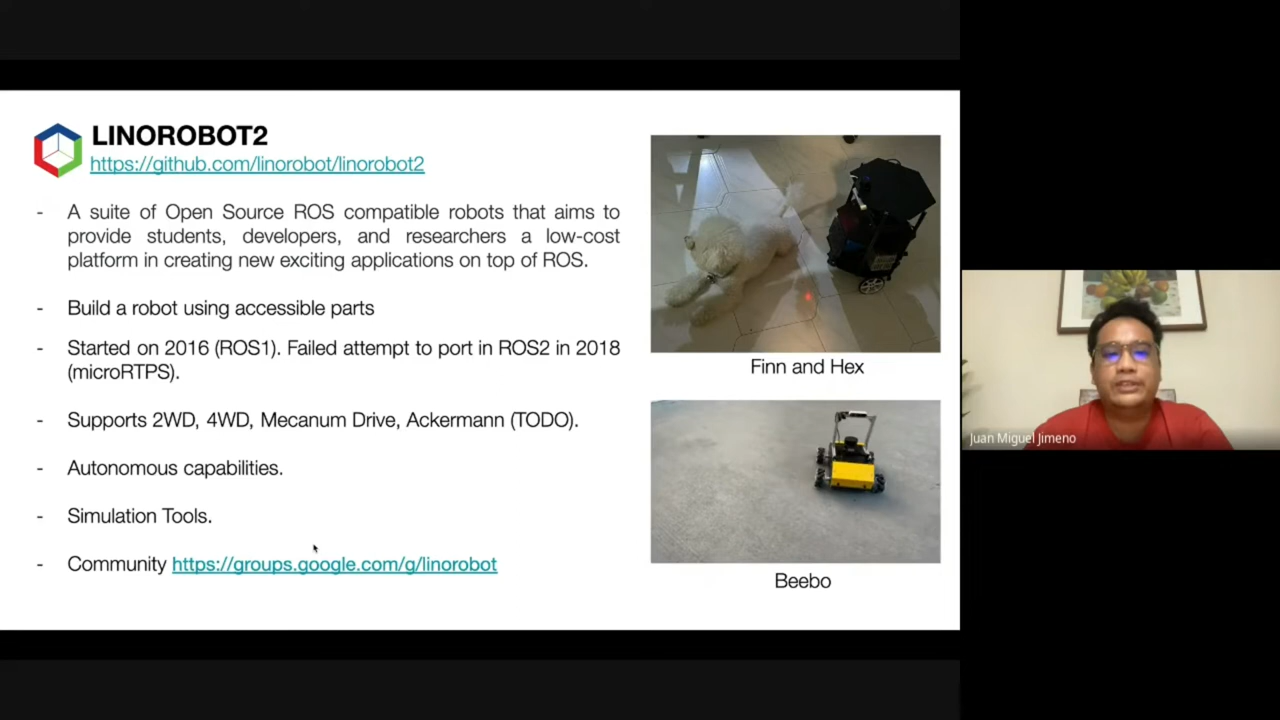 LINOROBOT2
https://github.com/linorobot/linorobot2
- A suite of Open Source ROS compatible robots that aims to
provide students, developers, and researchers a low-cost
platform in creating new exciting applications on top of ROS.
- Build a robot using accessible parts
- Started on 2016 (ROS1). Failed attempt to port in ROS2 in 2018
(microRTPS).
- Supports 2WD, 4WD, Mecanum Drive, Ackermann (TODO).
- Autonomous capabilities.
- Simulation Tools.
- Community https://groups.google.com/g/linorobot
Finn and Hex
Beebo
Juan Miguel Jimeno